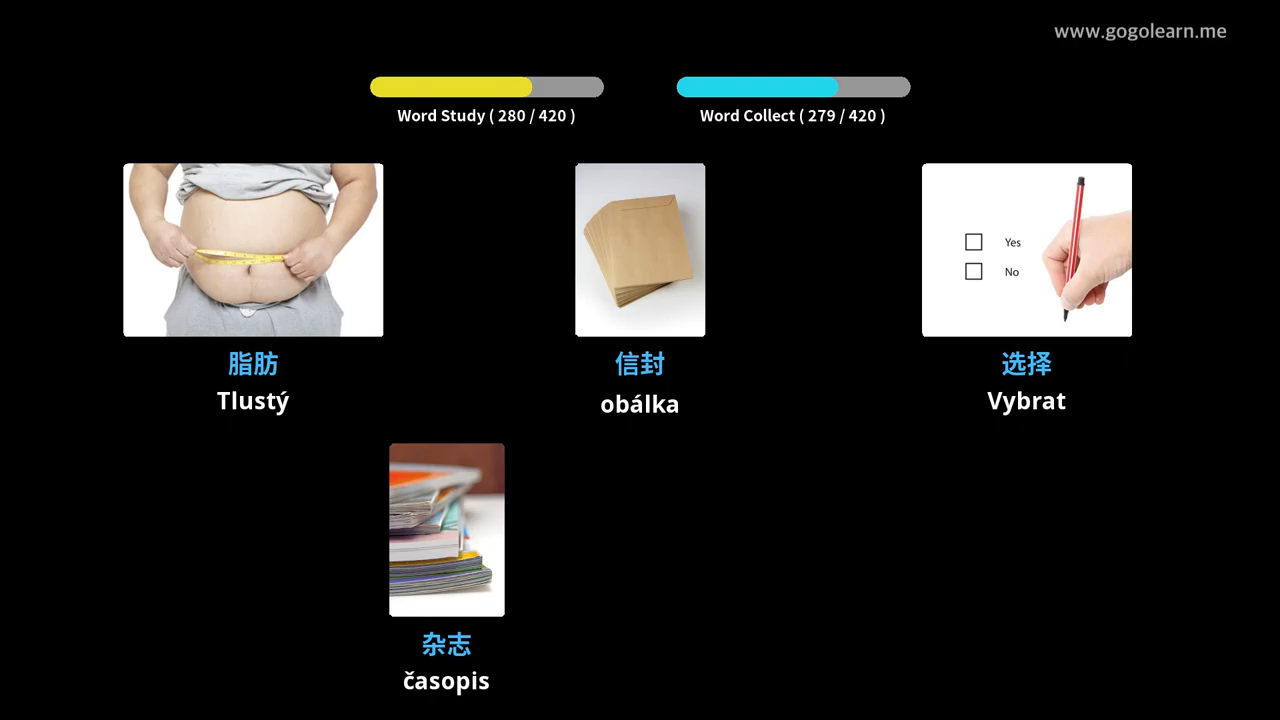 www.gogolearn.me
Word Study ( 280 / 420 )
Word Collect ( 279 / 420 )
Yes
No
脂肪
Tlustý
信封
obálka
选择
Vybrat
杂志
časopis